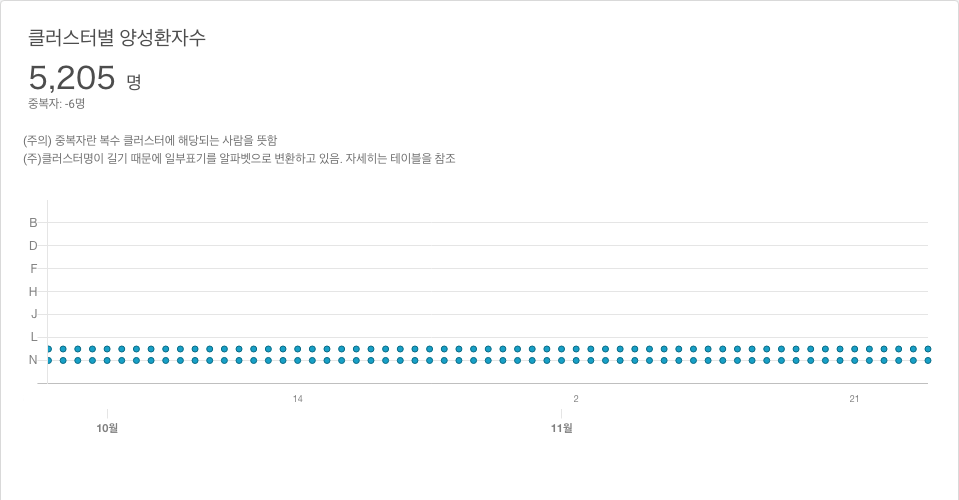 클러스터별 양성환자수
5,205 명
중복자: -6명
(주의) 중복자란 복수 클러스터에 해당되는 사람을 뜻함
(주)클러스터명이 길기 때문에 일부표기를 알파벳으로 변환하고 있음. 자세히는 테이블을 참조
B
D
F
H
J
L
N
14 2 21
10월 11월